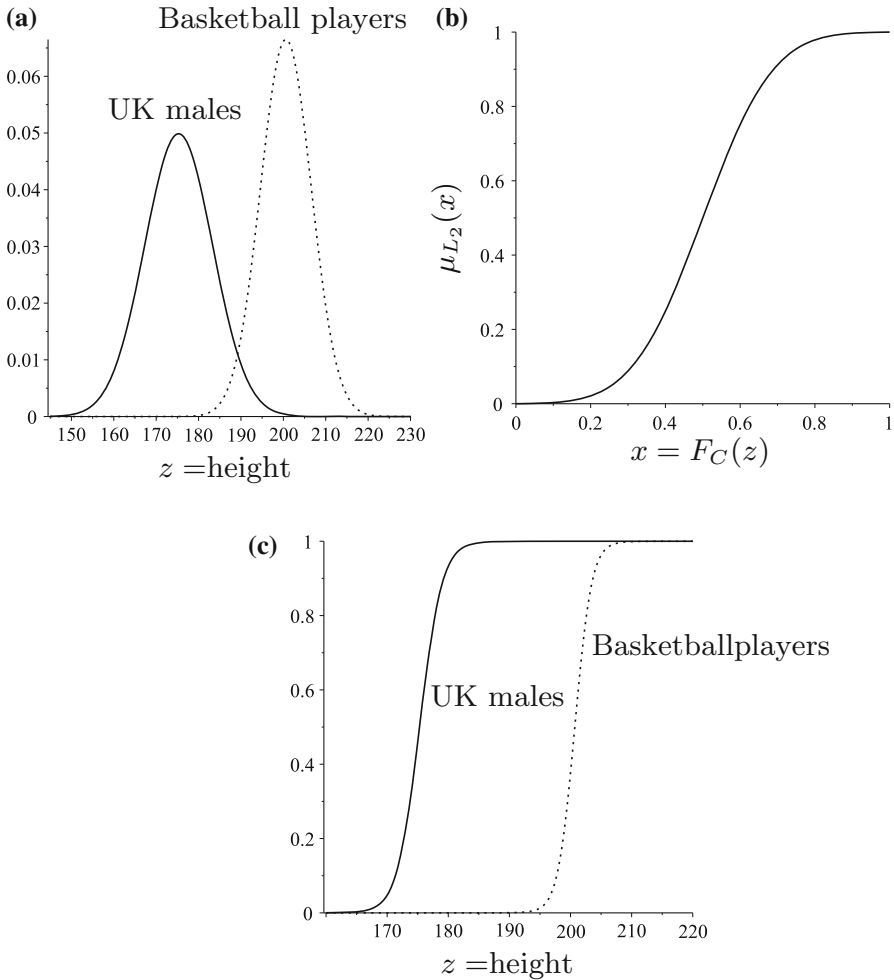 (a)
Basketball players
UK males
0.06
0.05
0.04
0.03
0.02
0.01
0
150 160 170 180 190 200 210 220 230
z =height
(b)
1
0.8
0.6
0.4
0.2
0
μL₂(x)
0 0.2 0.4 0.6 0.8 1
x = F_C(z)
(c)
1
0.8
0.6
0.4
0.2
0
Basketballplayers
UK males
170 180 190 200 210 220
z =height